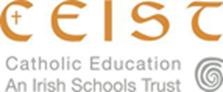 CEIST
Catholic Education
An Irish Schools Trust